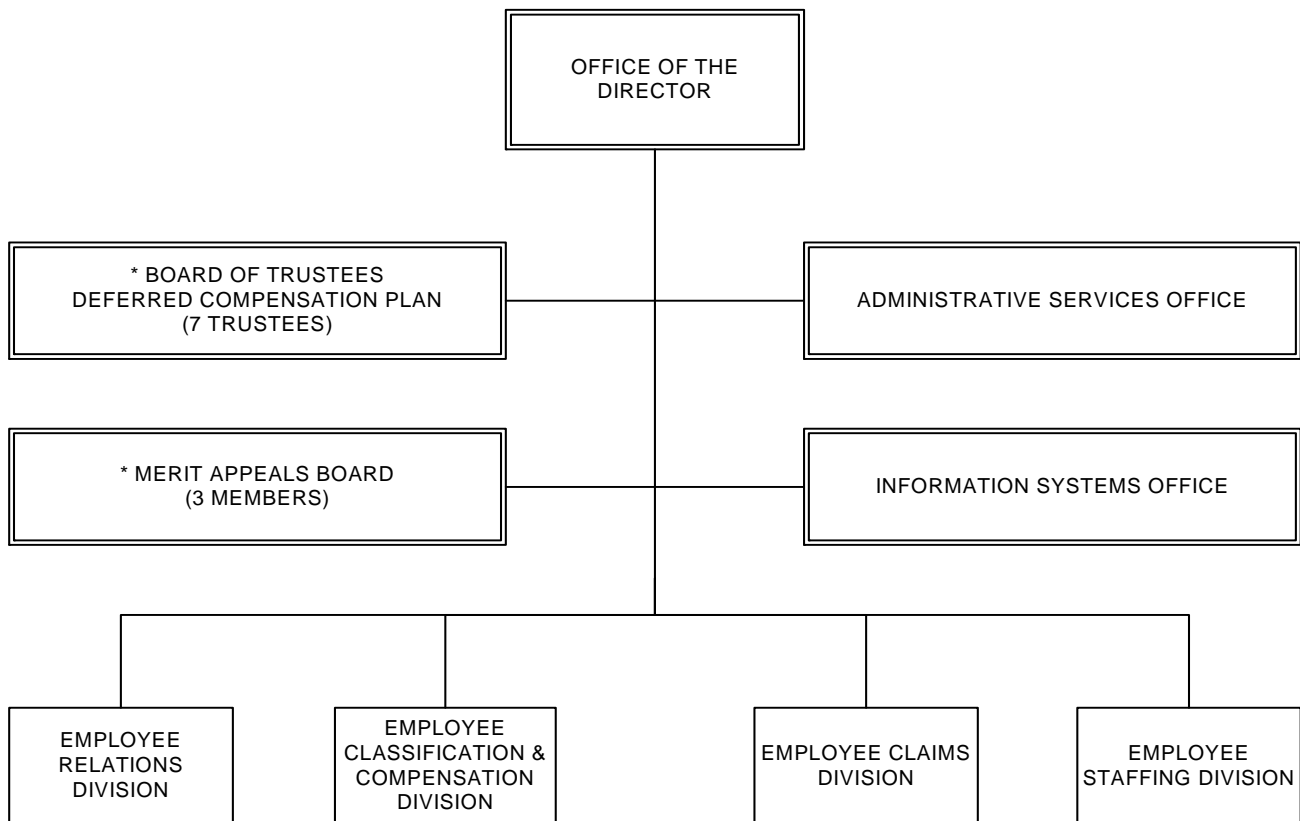 OFFICE OF THE
DIRECTOR
* BOARD OF TRUSTEES
DEFERRED COMPENSATION PLAN
(7 TRUSTEES)
ADMINISTRATIVE SERVICES OFFICE
* MERIT APPEALS BOARD
(3 MEMBERS)
INFORMATION SYSTEMS OFFICE
EMPLOYEE
RELATIONS
DIVISION
EMPLOYEE
CLASSIFICATION &
COMPENSATION
DIVISION
EMPLOYEE CLAIMS
DIVISION
EMPLOYEE
STAFFING DIVISION